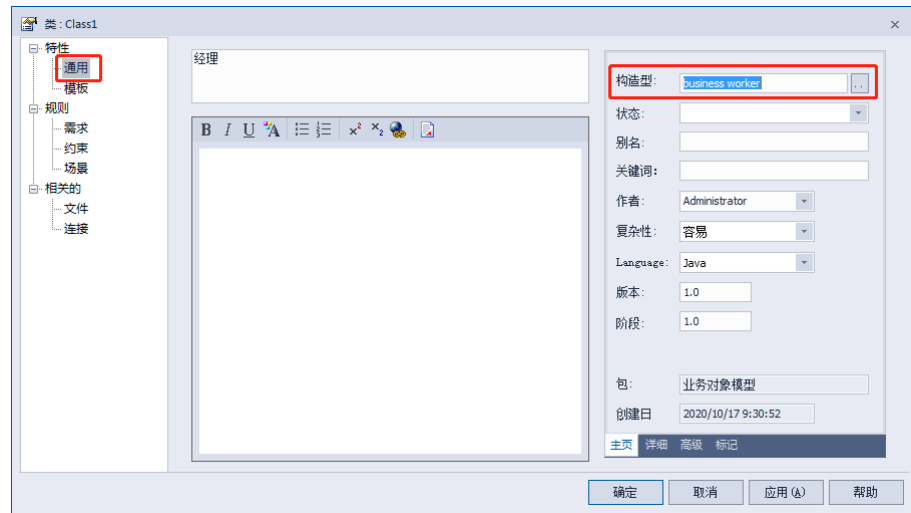 类 : Class1
特性
通用
模板
规则
需求
约束
场景
相关的
文件
连接
经理
B I U A x² x₂
构造型: business worker ..
状态:
别名:
关键词:
作者: Administrator
复杂性: 容易
Language: Java
版本: 1.0
阶段: 1.0
包: 业务对象模型
创建日 2020/10/17 9:30:52
主页 详细 高级 标记
确定 取消 应用(A) 帮助